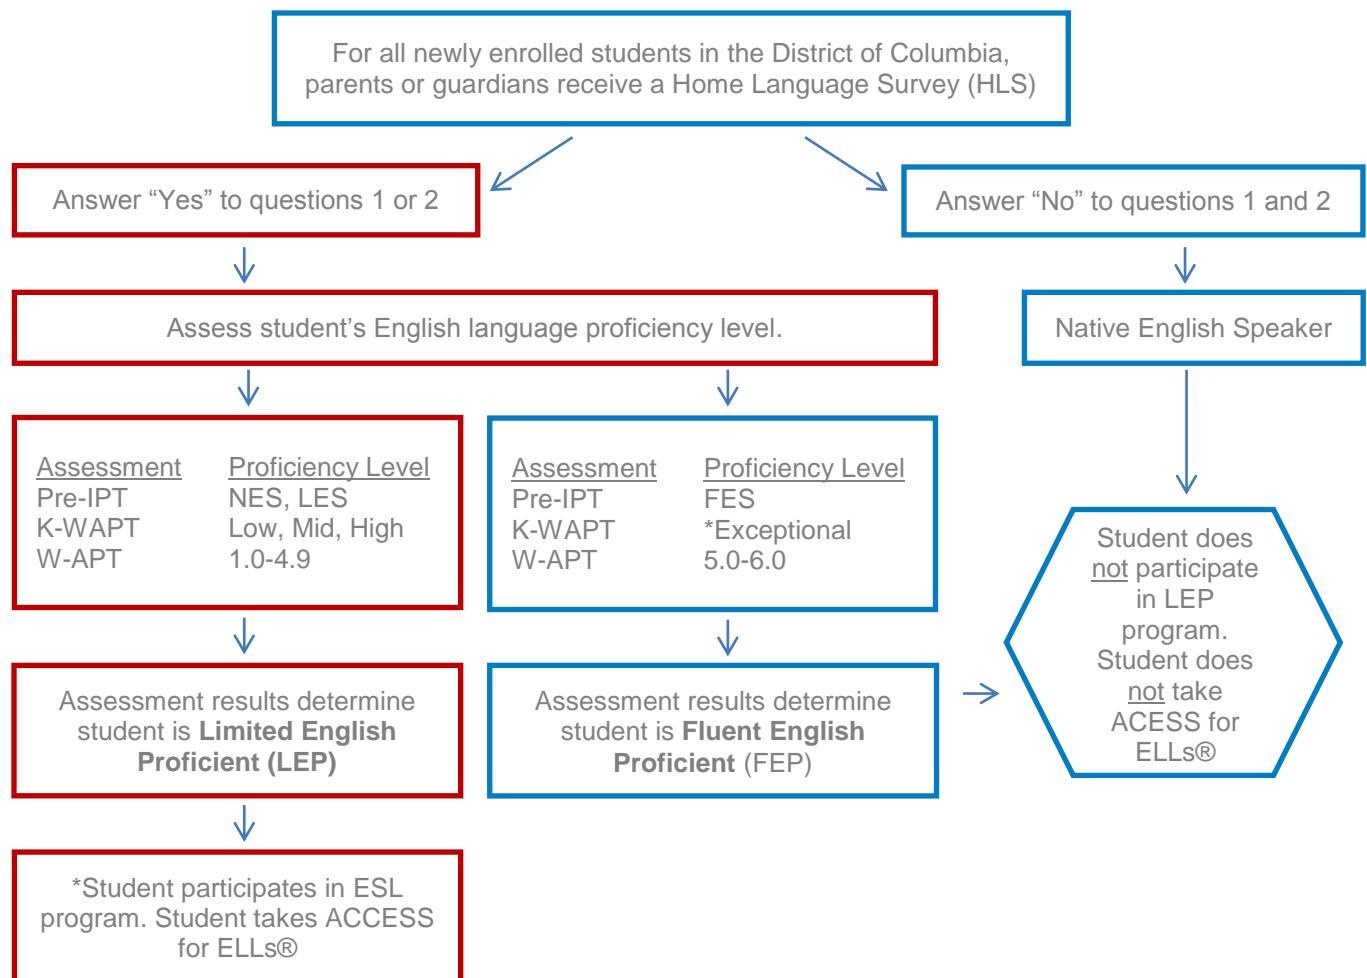 For all newly enrolled students in the District of Columbia,
parents or guardians receive a Home Language Survey (HLS)
Answer “Yes” to questions 1 or 2
Answer “No” to questions 1 and 2
Assess student’s English language proficiency level.
Native English Speaker
Assessment Proficiency Level
Pre-IPT NES, LES
K-WAPT Low, Mid, High
W-APT 1.0-4.9
Assessment Proficiency Level
Pre-IPT FES
K-WAPT *Exceptional
W-APT 5.0-6.0
Student does
not participate
in LEP
program.
Student does
not take
ACESS for
ELLs®
Assessment results determine
student is Limited English
Proficient (LEP)
Assessment results determine
student is Fluent English
Proficient (FEP)
*Student participates in ESL
program. Student takes ACCESS
for ELLs®